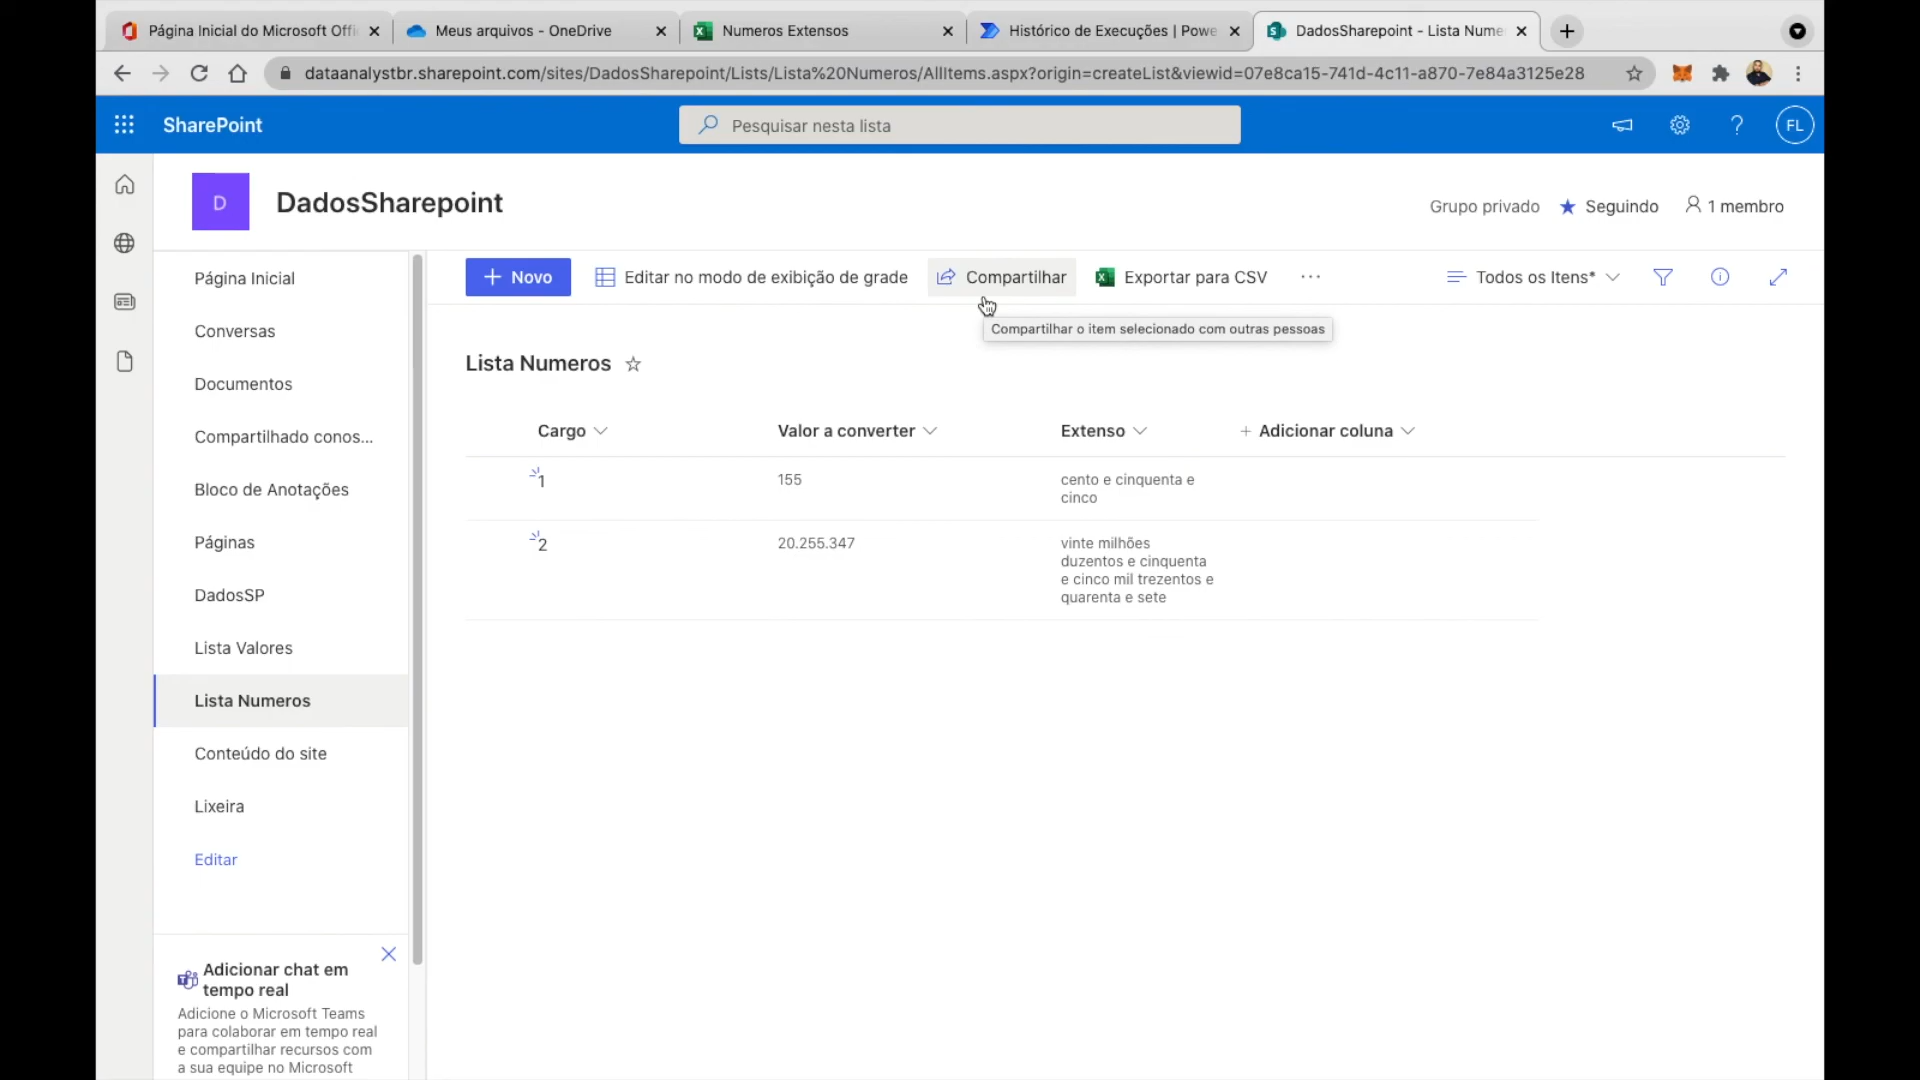 Página Inicial do Microsoft Offi
Meus arquivos - OneDrive
Numeros Extensos
Histórico de Execuções | Powe
DadosSharepoint - Lista Nume
dataanalystbr.sharepoint.com/sites/DadosSharepoint/Lists/Lista%20Numeros/AllItems.aspx?origin=createList&viewid=07e8ca15-741d-4c11-a870-7e84a3125e28
SharePoint
Pesquisar nesta lista
FL
D
DadosSharepoint
Grupo privado
Seguindo
1 membro
Página Inicial
Conversas
Documentos
Compartilhado conos...
Bloco de Anotações
Páginas
DadosSP
Lista Valores
Lista Numeros
Conteúdo do site
Lixeira
Editar
Adicionar chat em
tempo real
Adicione o Microsoft Teams
para colaborar em tempo real
e compartilhar recursos com
a sua equipe no Microsoft
Novo
Editar no modo de exibição de grade
Compartilhar
Exportar para CSV
Todos os Itens*
Compartilhar o item selecionado com outras pessoas
Lista Numeros
Cargo
Valor a converter
Extenso
+ Adicionar coluna
1
155
cento e cinquenta e
cinco
2
20.255.347
vinte milhões
duzentos e cinquenta
e cinco mil trezentos e
quarenta e sete